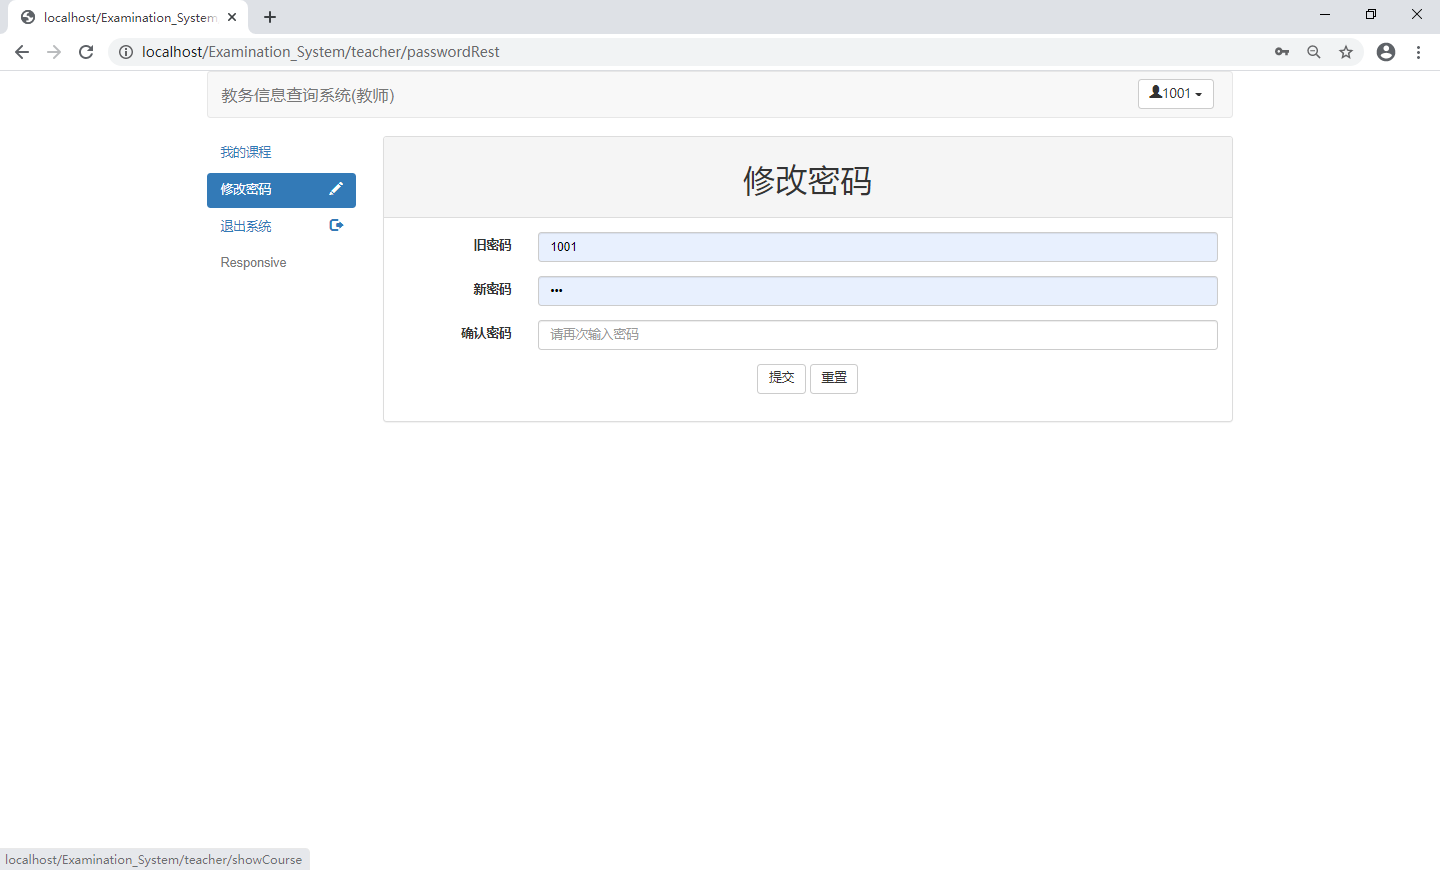 localhost/Examination_System
localhost/Examination_System/teacher/passwordRest
教务信息查询系统(教师)
1001
我的课程
修改密码
退出系统
Responsive
修改密码
旧密码
1001
新密码
•••
确认密码
请再次输入密码
提交 重置
localhost/Examination_System/teacher/showCourse